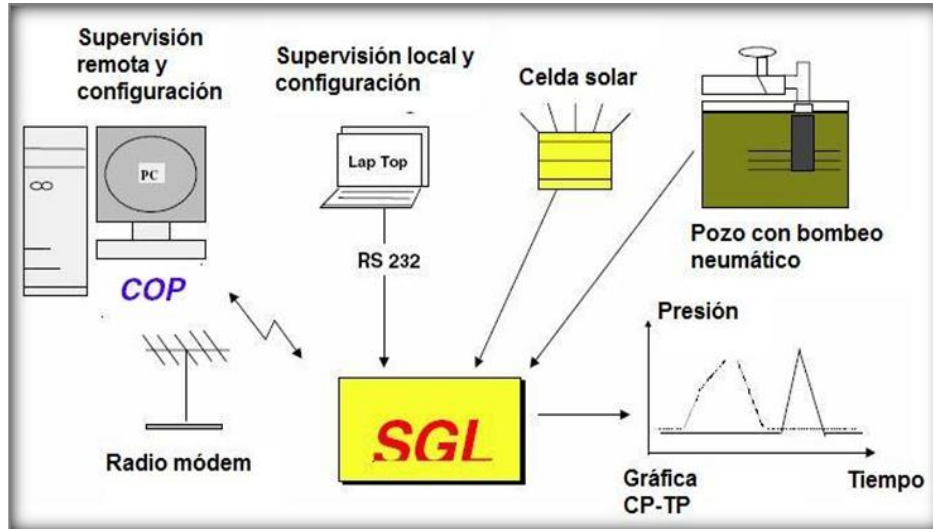 Supervisión
remota y
configuración
Supervisión local y
configuración
Celda solar
PC
Lap Top
COP
RS 232
Pozo con bombeo
neumático
Presión
SGL
Radio módem
Gráfica
CP-TP
Tiempo